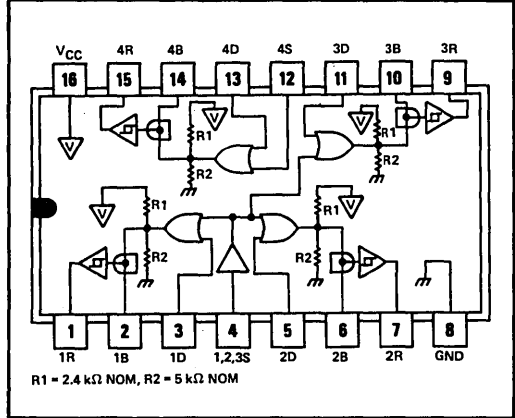 VCC 4R 4B 4D 4S 3D 3B 3R
16 15 14 13 12 11 10 9
V R1 V V R1
R2 R2
V R1 R1 V
R2 R2
1 2 3 4 5 6 7 8
1R 1B 1D 1,2,3S 2D 2B 2R GND
R1 = 2.4 kΩ NOM, R2 = 5 kΩ NOM